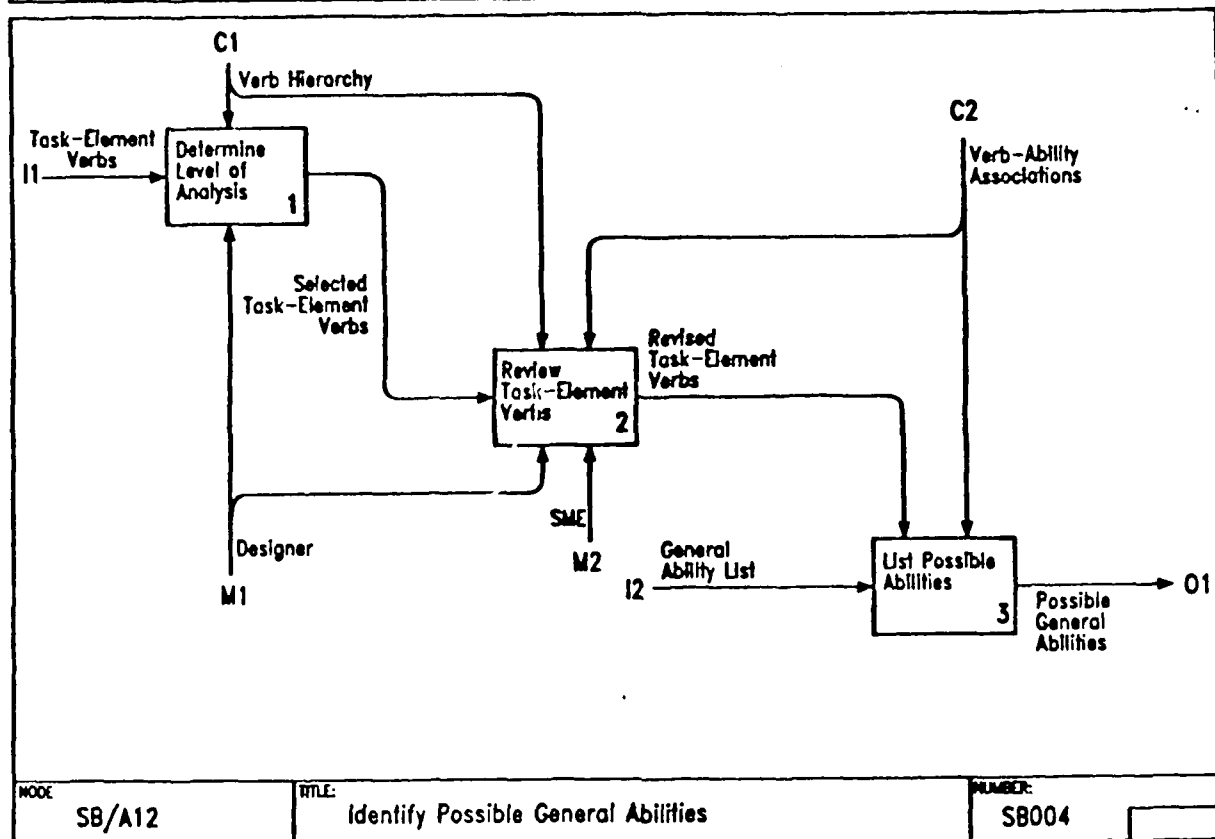 C1
Verb Hierarchy
C2
Task-Element
Verbs
I1
Determine
Level of
Analysis
1
Verb-Ability
Associations
Selected
Task-Element
Verbs
Review
Task-Element
Verbs
2
Revised
Task-Element
Verbs
Designer
M1
SME
M2
General
Ability List
I2
List Possible
Abilities
3
O1
Possible
General
Abilities
NODE
SB/A12
TITLE:
Identify Possible General Abilities
NUMBER:
SB004